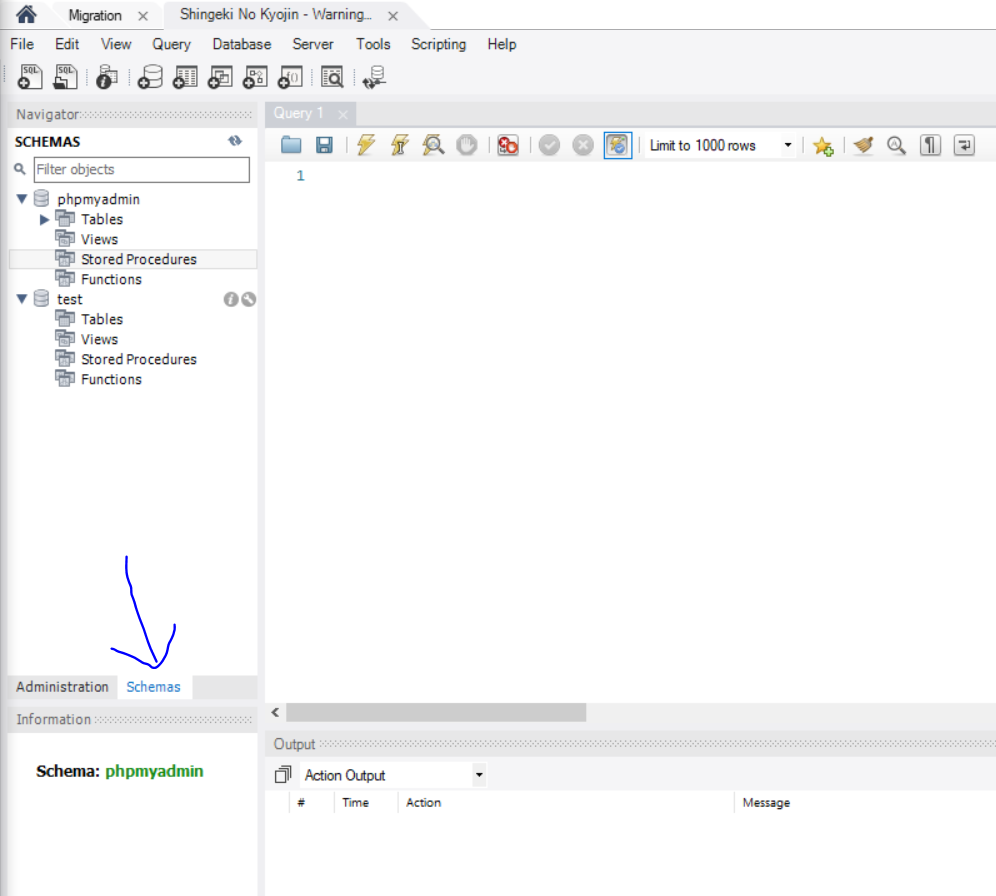 Migration × Shingeki No Kyojin - Warning... ×
File Edit View Query Database Server Tools Scripting Help
SQL SQL
Navigator
Query 1 ×
SCHEMAS
Limit to 1000 rows
Filter objects
1
phpmyadmin
Tables
Views
Stored Procedures
Functions
test
Tables
Views
Stored Procedures
Functions
Administration Schemas
Information
Output
Schema: phpmyadmin
Action Output
# Time Action Message